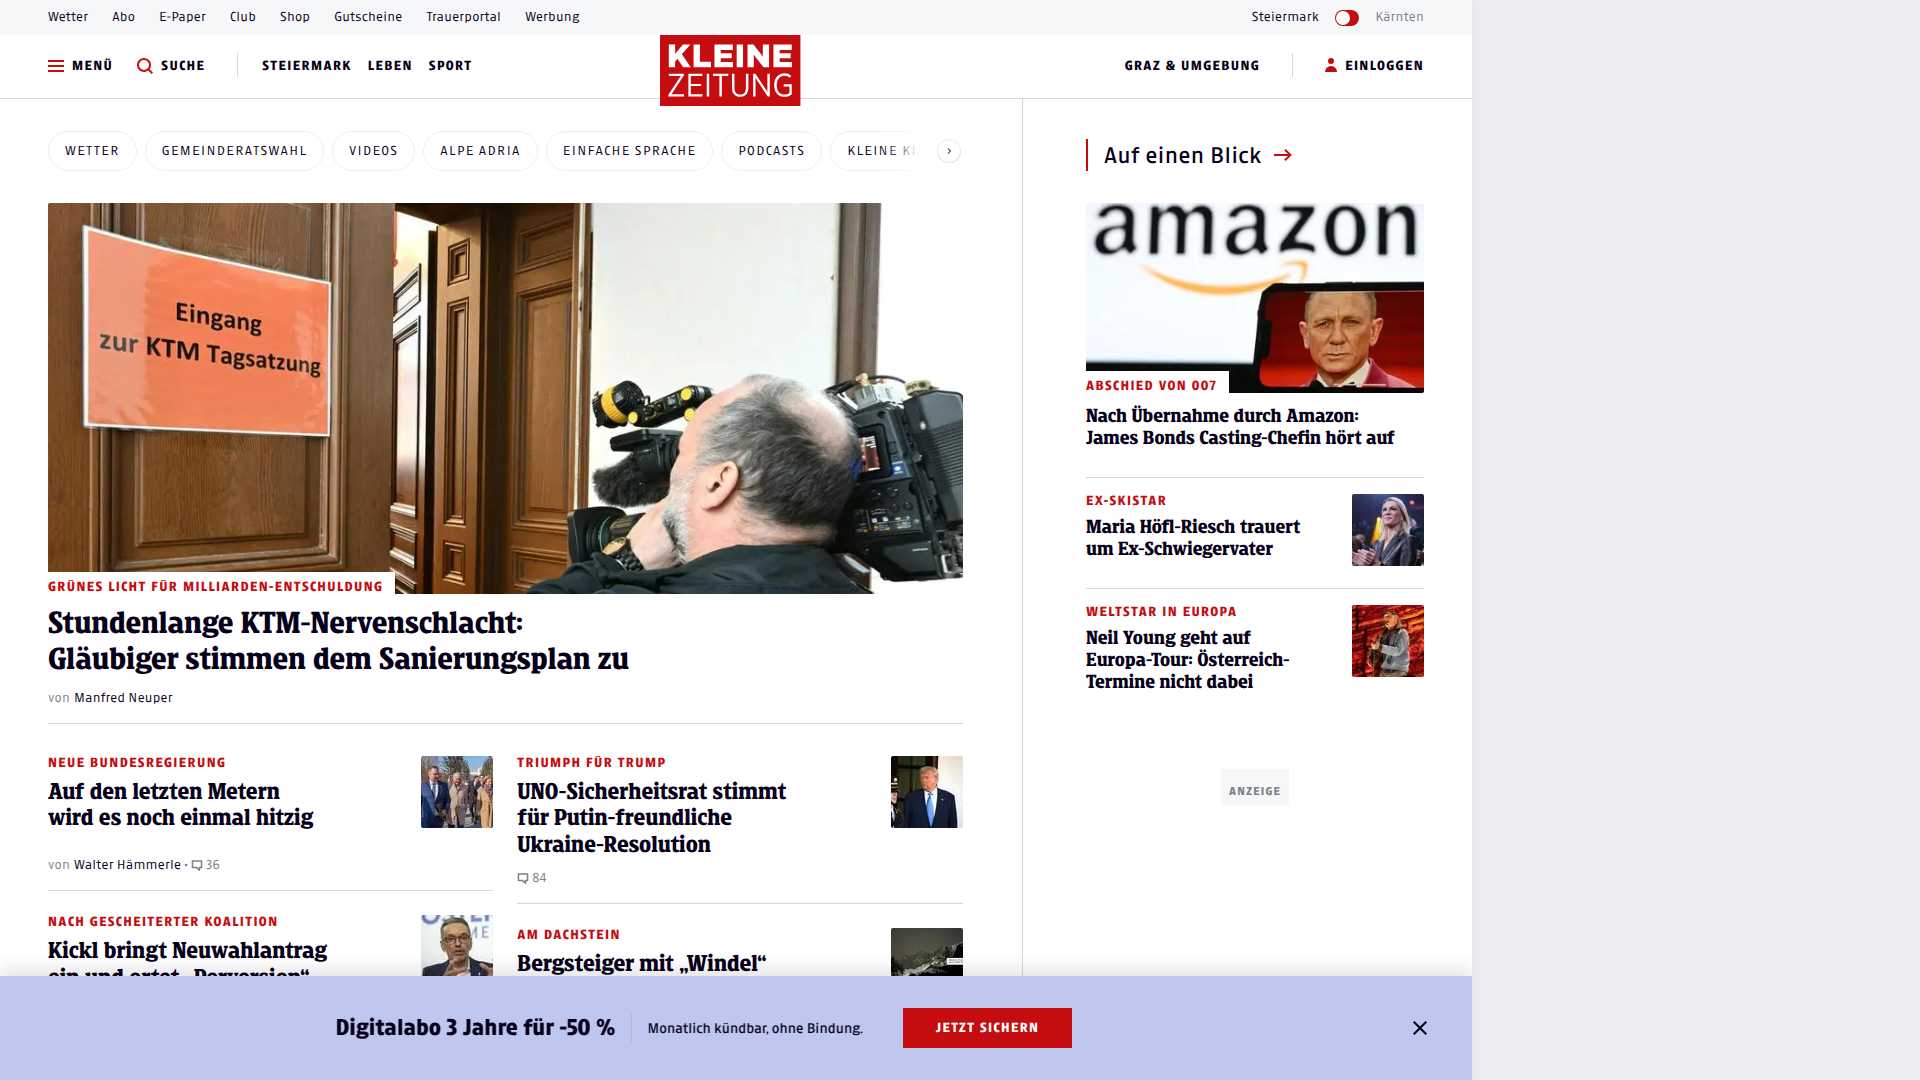 Wetter Abo E-Paper Club Shop Gutscheine Trauerportal Werbung
Steiermark Kärnten
MENÜ SUCHE STEIERMARK LEBEN SPORT
KLEINE
ZEITUNG
GRAZ & UMGEBUNG EINLOGGEN
WETTER GEMEINDERATSWAHL VIDEOS ALPE ADRIA EINFACHE SPRACHE PODCASTS KLEINE
Eingang
zur KTM Tagsatzung
GRÜNES LICHT FÜR MILLIARDEN-ENTSCHULDUNG
Stundenlange KTM-Nervenschlacht:
Gläubiger stimmen dem Sanierungsplan zu
von Manfred Neuper
NEUE BUNDESREGIERUNG
Auf den letzten Metern
wird es noch einmal hitzig
von Walter Hämmerle · 36
TRIUMPH FÜR TRUMP
UNO-Sicherheitsrat stimmt
für Putin-freundliche
Ukraine-Resolution
84
NACH GESCHEITERTER KOALITION
Kickl bringt Neuwahlantrag
ein und ortet „Perversion“
AM DACHSTEIN
Bergsteiger mit „Windel“
Auf einen Blick
amazon
ABSCHIED VON 007
Nach Übernahme durch Amazon:
James Bonds Casting-Chefin hört auf
EX-SKISTAR
Maria Höfl-Riesch trauert
um Ex-Schwiegervater
WELTSTAR IN EUROPA
Neil Young geht auf
Europa-Tour: Österreich-
Termine nicht dabei
ANZEIGE
Digitalabo 3 Jahre für -50 %
Monatlich kündbar, ohne Bindung.
JETZT SICHERN